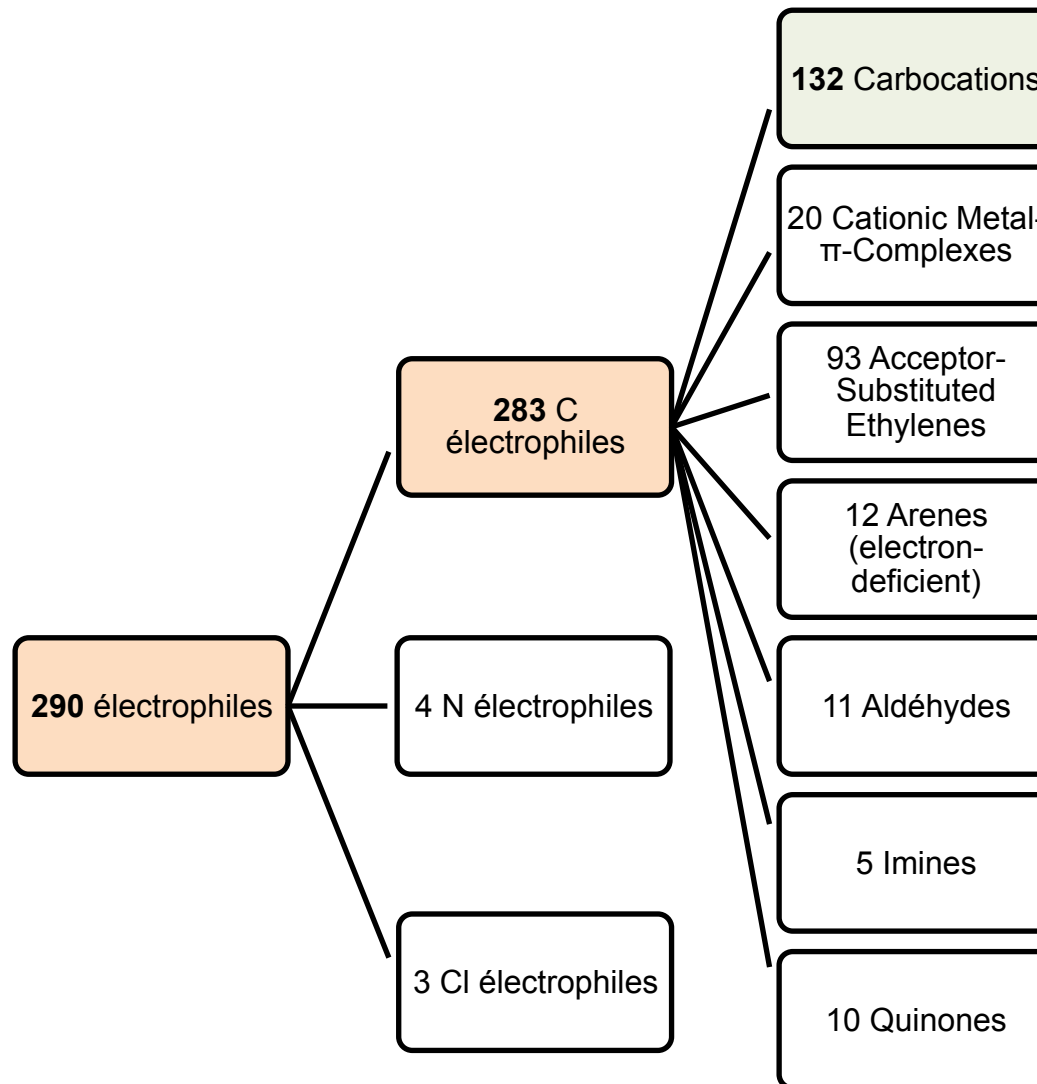 132 Carbocations
20 Cationic Metal-
π-Complexes
93 Acceptor-
Substituted
Ethylenes
283 C
électrophiles
12 Arenes
(electron-
deficient)
290 électrophiles
4 N électrophiles
11 Aldéhydes
5 Imines
3 Cl électrophiles
10 Quinones